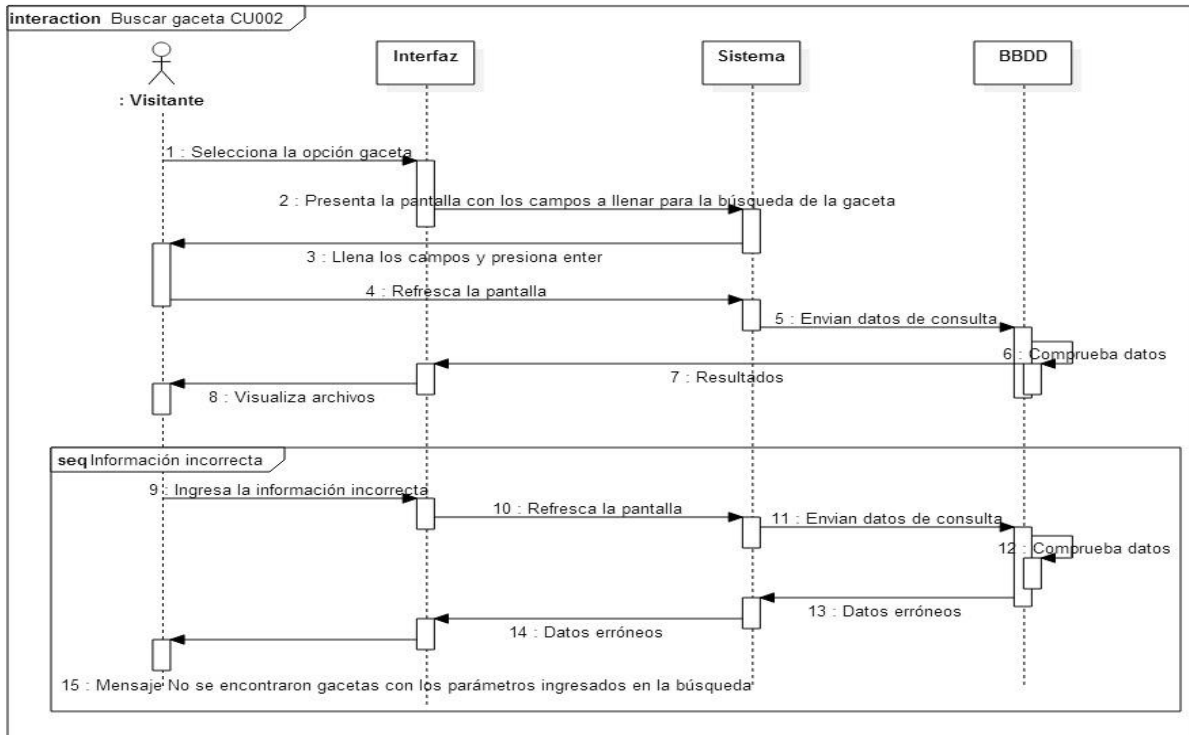 interaction Buscar gaceta CU002
: Visitante
Interfaz
Sistema
BBDD
1 : Selecciona la opción gaceta
2 : Presenta la pantalla con los campos a llenar para la búsqueda de la gaceta
3 : Llena los campos y presiona enter
4 : Refresca la pantalla
5 : Envian datos de consulta
6 : Comprueba datos
7 : Resultados
8 : Visualiza archivos
seq Información incorrecta
9 : Ingresa la información incorrecta
10 : Refresca la pantalla
11 : Envian datos de consulta
12 : Comprueba datos
13 : Datos erróneos
14 : Datos erróneos
15 : Mensaje No se encontraron gacetas con los parámetros ingresados en la búsqueda